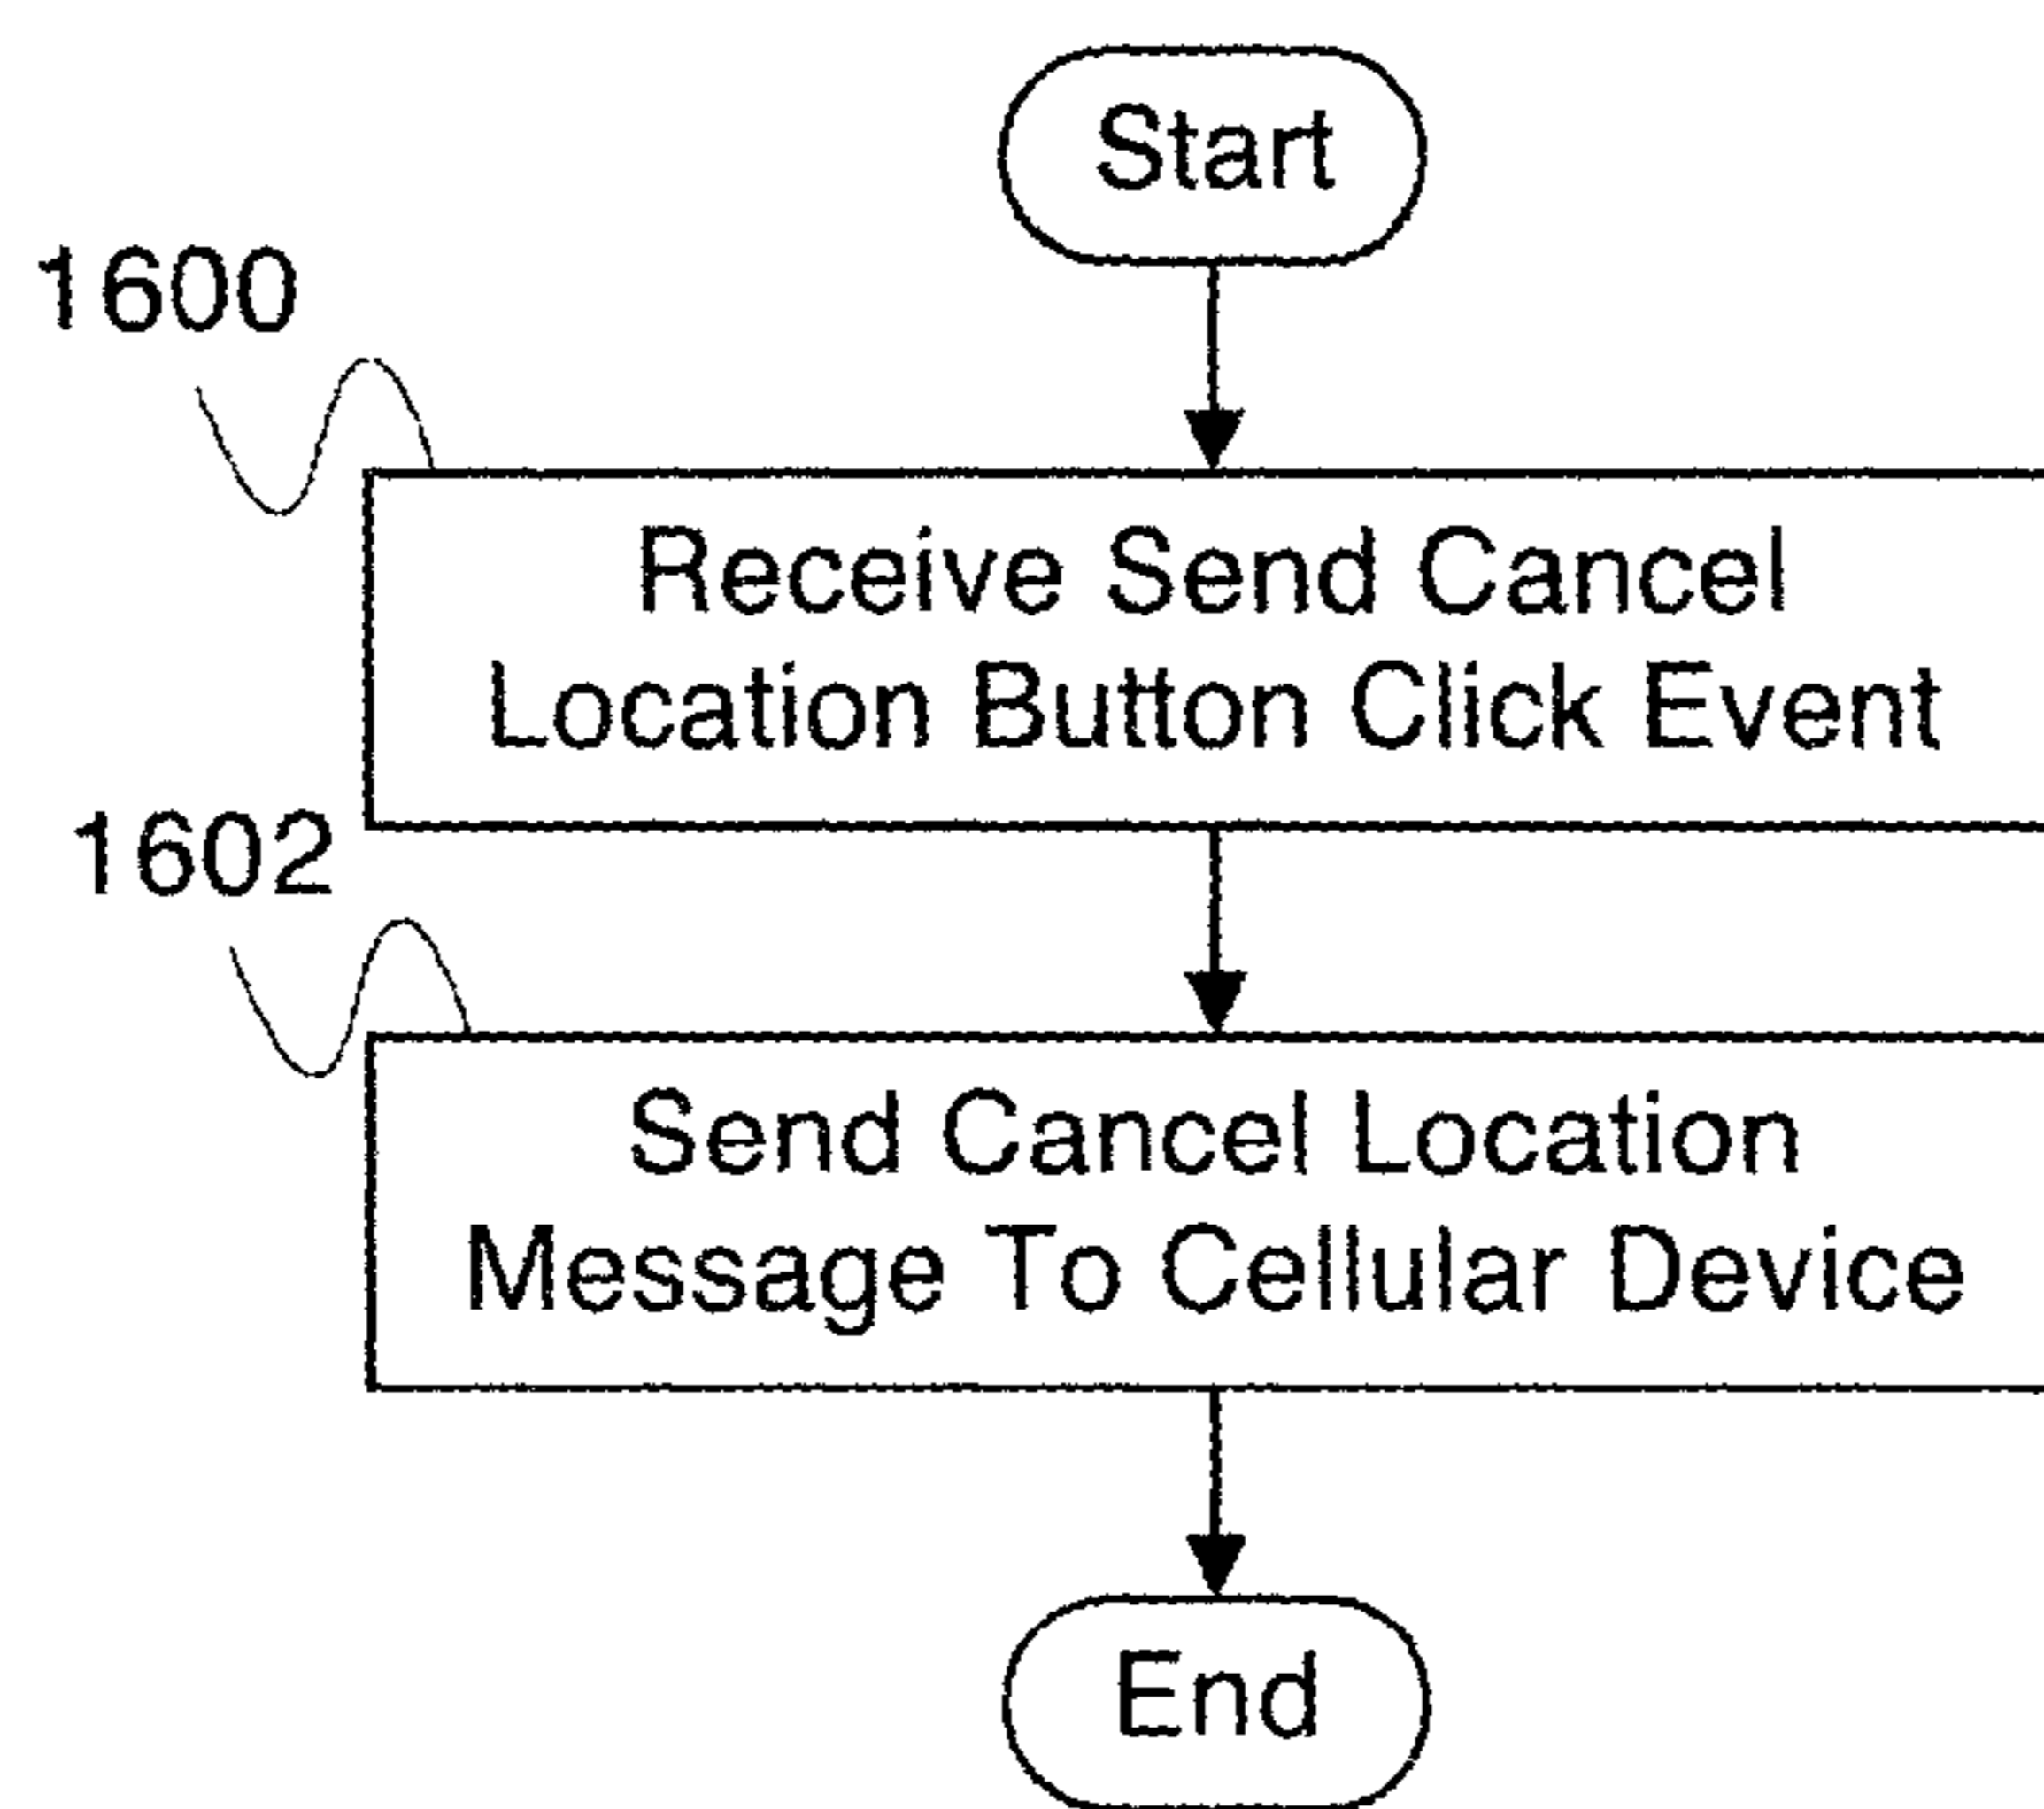 Start
1600
Receive Send Cancel
Location Button Click Event
1602
Send Cancel Location
Message To Cellular Device
End